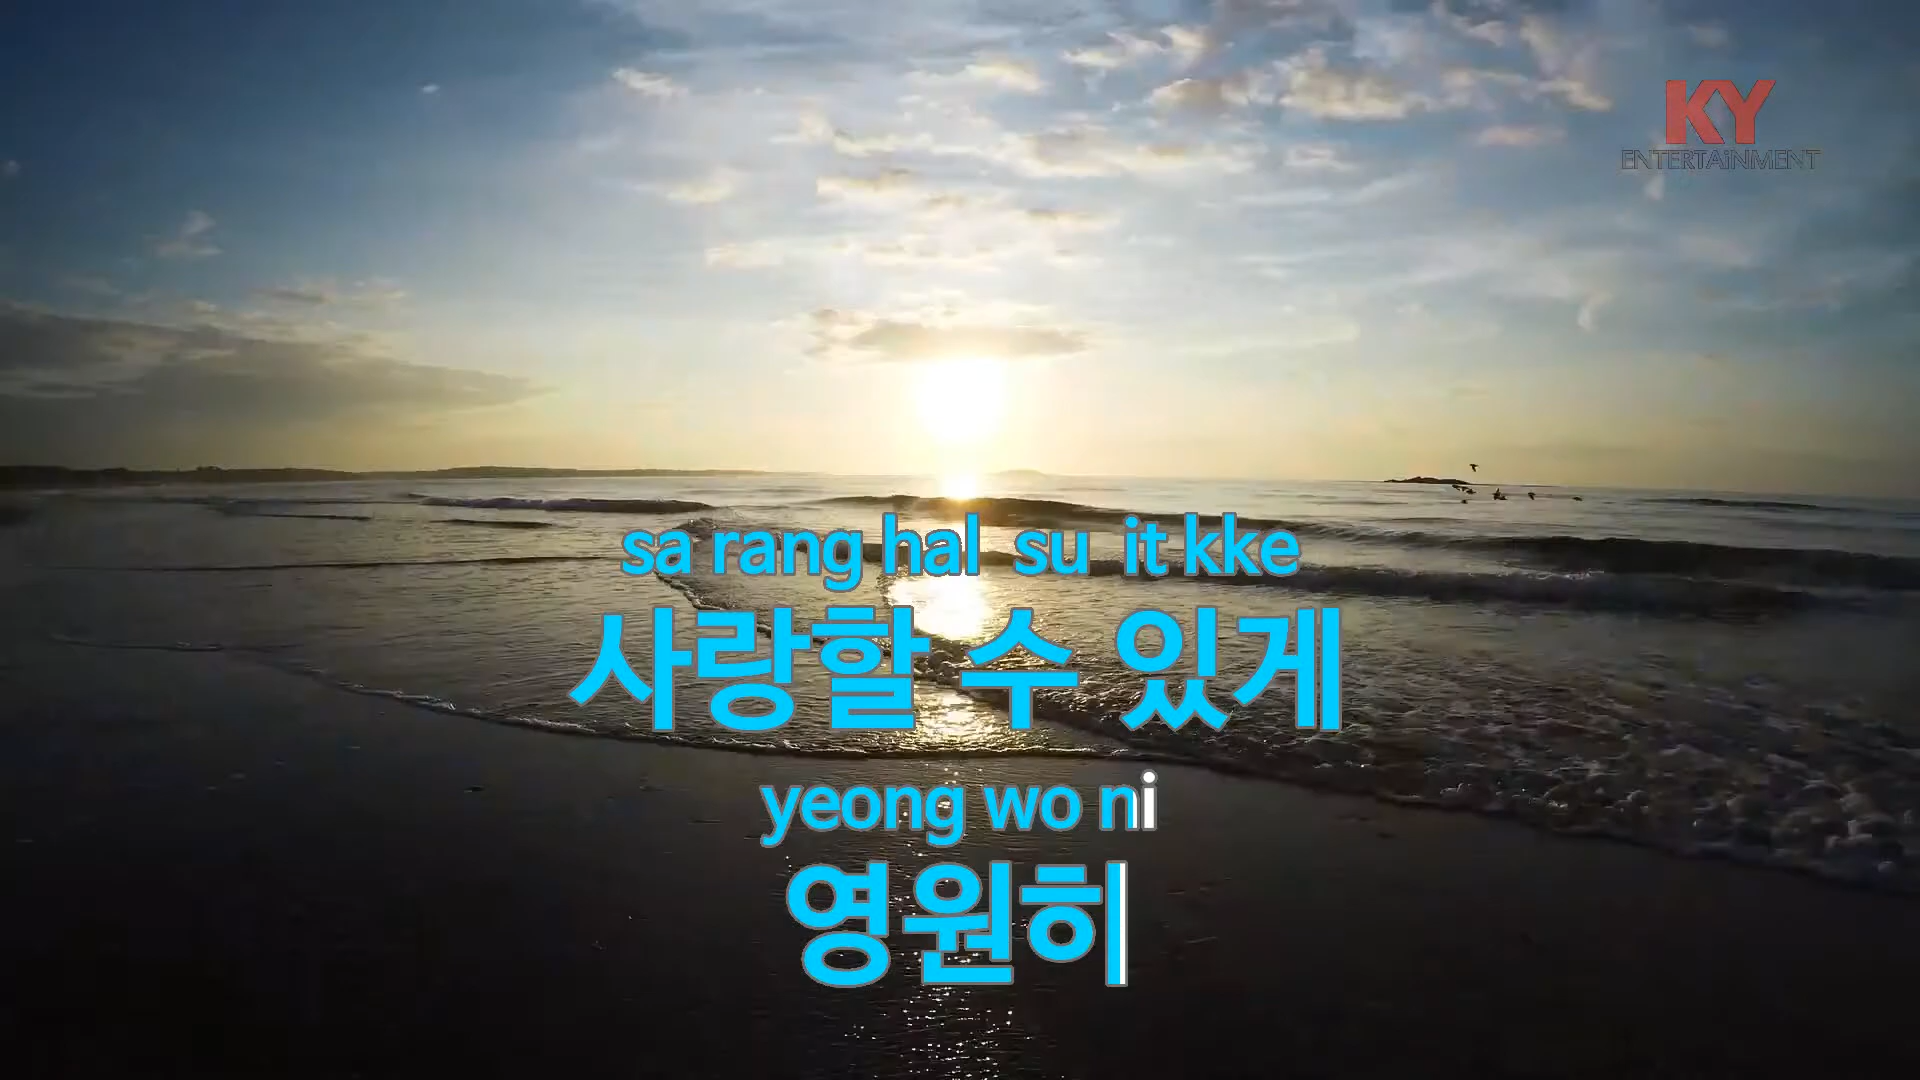 KY
ENTERTAiNMENT
sa rang hal su it kke
사랑할 수 있게
yeong wo ni
영원히